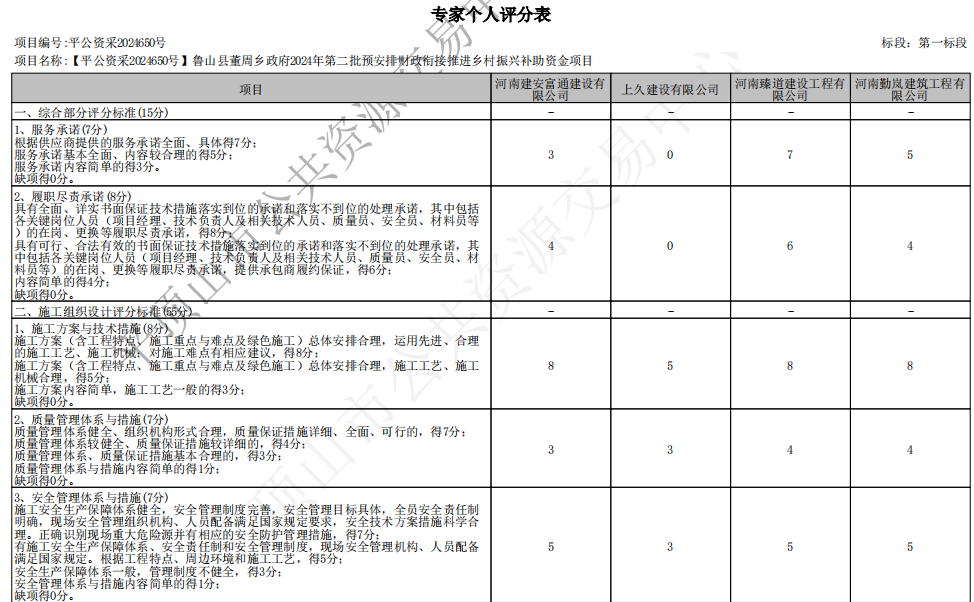 专家个人评分表
项目编号:平公资采2024650号
标段: 第一标段
项目名称:【平公资采2024650号】鲁山县董周乡政府2024年第二批预安排财政衔接推进乡村振兴补助资金项目
项目
河南建安富通建设有限公司
上久建设有限公司
河南臻道建设工程有限公司
河南勤岚建筑工程有限公司
一、综合部分评分标准(15分)
- - - -
1、服务承诺(7分)
根据供应商提供的服务承诺全面、具体得7分;
服务承诺基本全面、内容较合理的得5分;
服务承诺内容简单的得3分。
缺项得0分。
3 0 7 5
2、履职尽责承诺(8分)
具有全面、详实书面保证技术措施落实到位的承诺和落实不到位的处理承诺，其中包括
各关键岗位人员（项目经理、技术负责人及相关技术人员、质量员、安全员、材料员等
）的在岗、更换等履职尽责承诺，得8分;
具有可行、合法有效的书面保证技术措施落实到位的承诺和落实不到位的处理承诺，其
中包括各关键岗位人员（项目经理、技术负责人及相关技术人员、质量员、安全员、材
料员等）的在岗、更换等履职尽责承诺，提供承包商履约保证，得6分;
内容简单的得4分;
缺项得0分。
4 0 6 4
二、施工组织设计评分标准(55分)
- - - -
1、施工方案与技术措施(8分)
施工方案（含工程特点、施工重点与难点及绿色施工）总体安排合理，运用先进、合理
的施工工艺、施工机械；对施工难点有相应建议，得8分;
施工方案（含工程特点、施工重点与难点及绿色施工）总体安排合理，施工工艺、施工
机械合理，得5分;
施工方案内容简单，施工工艺一般的得3分;
缺项得0分。
8 5 8 8
2、质量管理体系与措施(7分)
质量管理体系健全、组织机构形式合理，质量保证措施详细、全面、可行的，得7分;
质量管理体系较健全、质量保证措施较详细的，得4分;
质量管理体系、质量保证措施基本合理的，得3分;
质量管理体系与措施内容简单的得1分;
缺项得0分。
3 3 4 4
3、安全管理体系与措施(7分)
施工安全生产保障体系健全，安全管理制度完善，安全管理目标具体，全员安全责任制
明确，现场安全管理组织机构、人员配备满足国家规定要求，安全技术方案措施科学合
理。正确识别现场重大危险源并有相应的安全防护管理措施，得7分;
有施工安全生产保障体系、安全责任制和安全管理制度，现场安全管理机构、人员配备
满足国家规定。根据工程特点、周边环境和施工工艺，得5分;
安全生产保障体系一般，管理制度不健全，得3分;
安全管理体系与措施内容简单的得1分;
缺项得0分。
5 3 5 5
平顶山市公共资源交易
顶山市公共资源交易中心